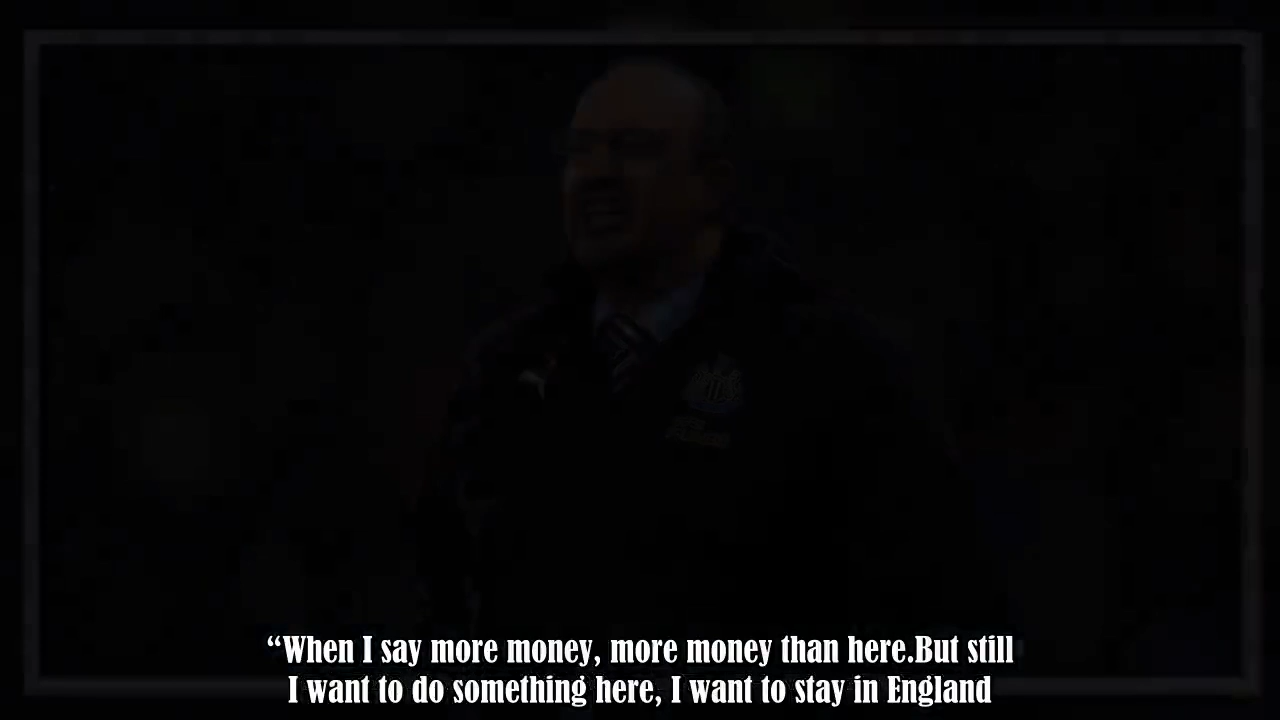 “When I say more money, more money than here.But still
I want to do something here, I want to stay in England